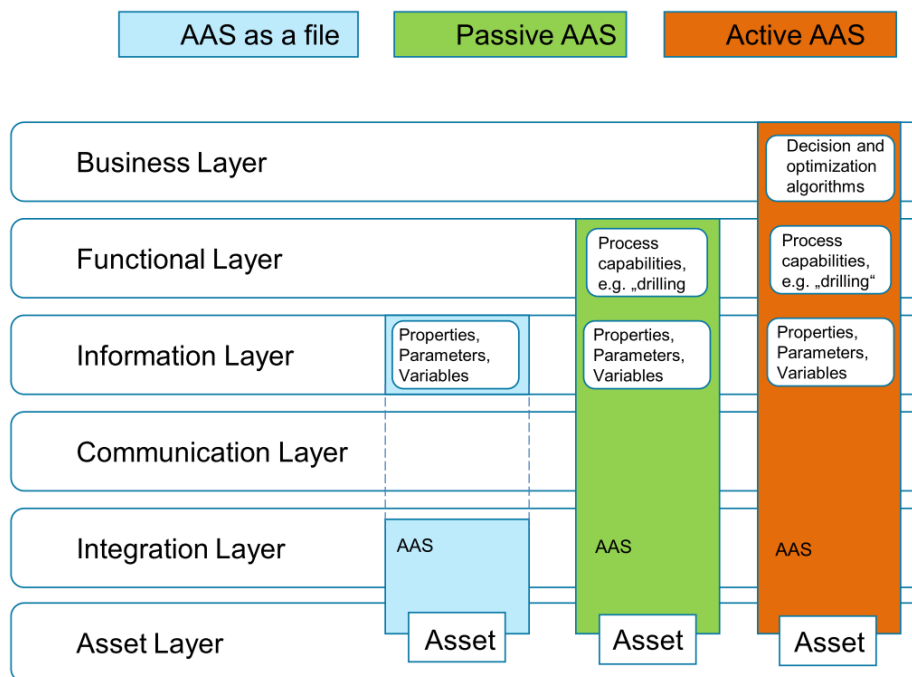 AAS as a file
Passive AAS
Active AAS
Business Layer
Decision and
optimization
algorithms
Functional Layer
Process
capabilities,
e.g. „drilling
Process
capabilities,
e.g. „drilling“
Information Layer
Properties,
Parameters,
Variables
Properties,
Parameters,
Variables
Properties,
Parameters,
Variables
Communication Layer
Integration Layer
AAS
AAS
AAS
Asset Layer
Asset
Asset
Asset